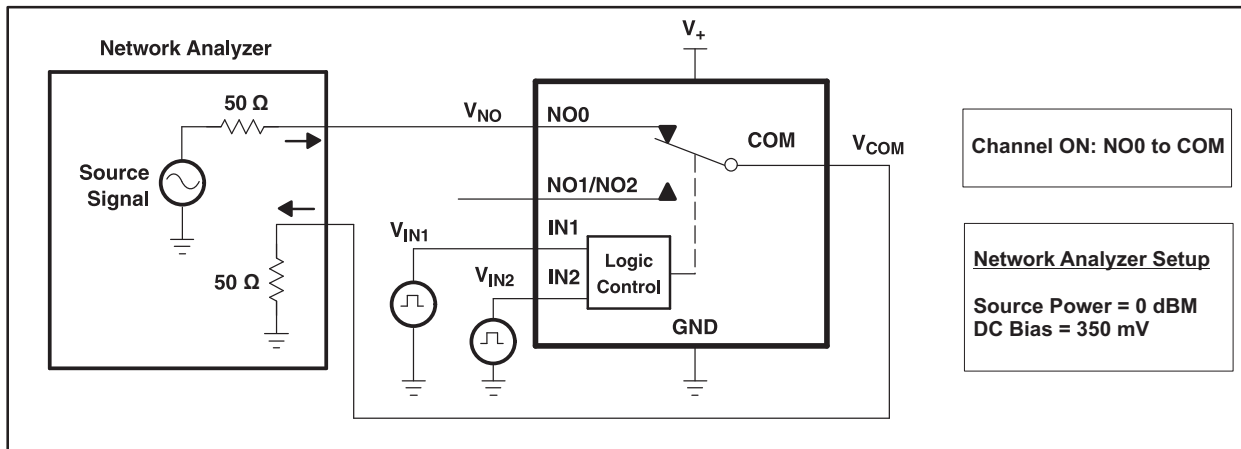 V+
Network Analyzer
50 Ω
VNO
NO0
COM
VCOM
Channel ON: NO0 to COM
Source
Signal
NO1/NO2
VIN1
IN1
Logic
Control
VIN2
IN2
50 Ω
GND
Network Analyzer Setup
Source Power = 0 dBM
DC Bias = 350 mV